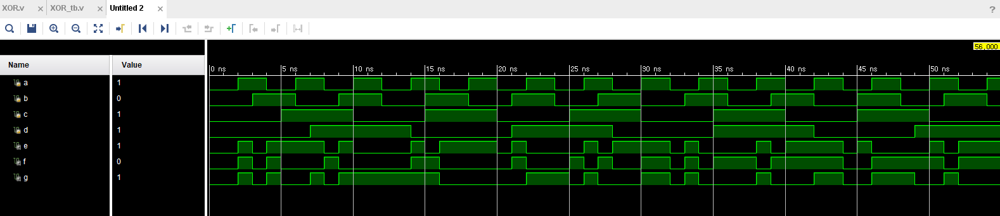 XOR.v × XOR_tb.v × Untitled 2 ×
?
56,000
Name Value
0 ns 5 ns 10 ns 15 ns 20 ns 25 ns 30 ns 35 ns 40 ns 45 ns 50 ns
a 1
b 0
c 1
d 1
e 1
f 0
g 1